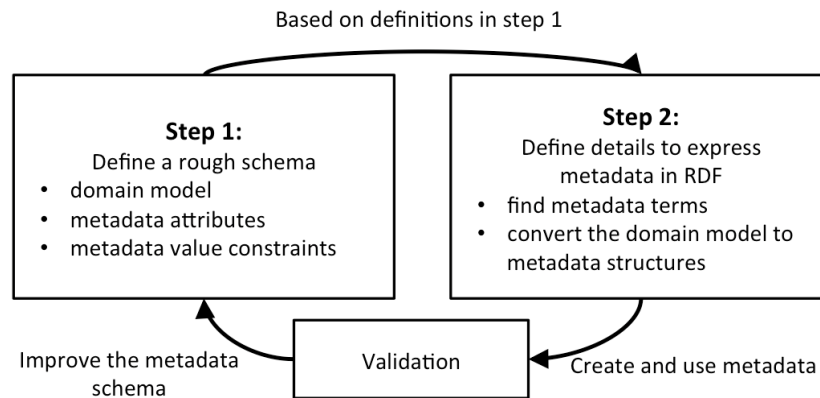 Based on definitions in step 1
Step 1:
Define a rough schema
• domain model
• metadata attributes
• metadata value constraints
Step 2:
Define details to express
metadata in RDF
• find metadata terms
• convert the domain model to
metadata structures
Improve the metadata
schema
Validation
Create and use metadata